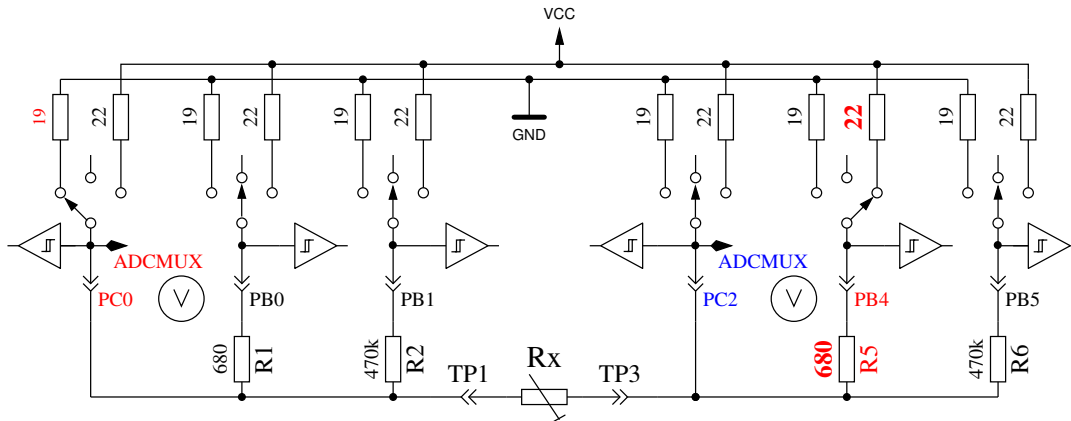 VCC
19
22
19
22
19
22
GND
19
22
19
22
19
22
ADCMUX
ADCMUX
V
V
PC0
PB0
PB1
PC2
PB4
PB5
680
R1
470k
R2
TP1
Rx
TP3
680
R5
470k
R6